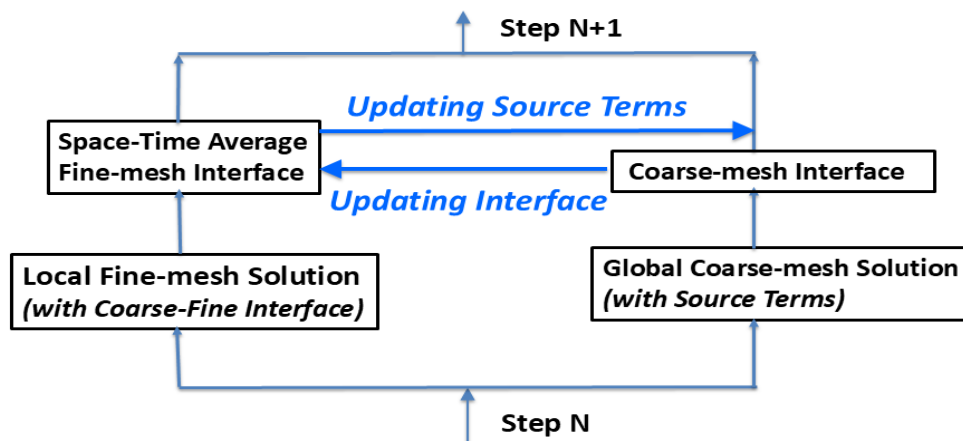 Step N+1
Updating Source Terms
Space-Time Average
Fine-mesh Interface
Coarse-mesh Interface
Updating Interface
Local Fine-mesh Solution
(with Coarse-Fine Interface)
Global Coarse-mesh Solution
(with Source Terms)
Step N